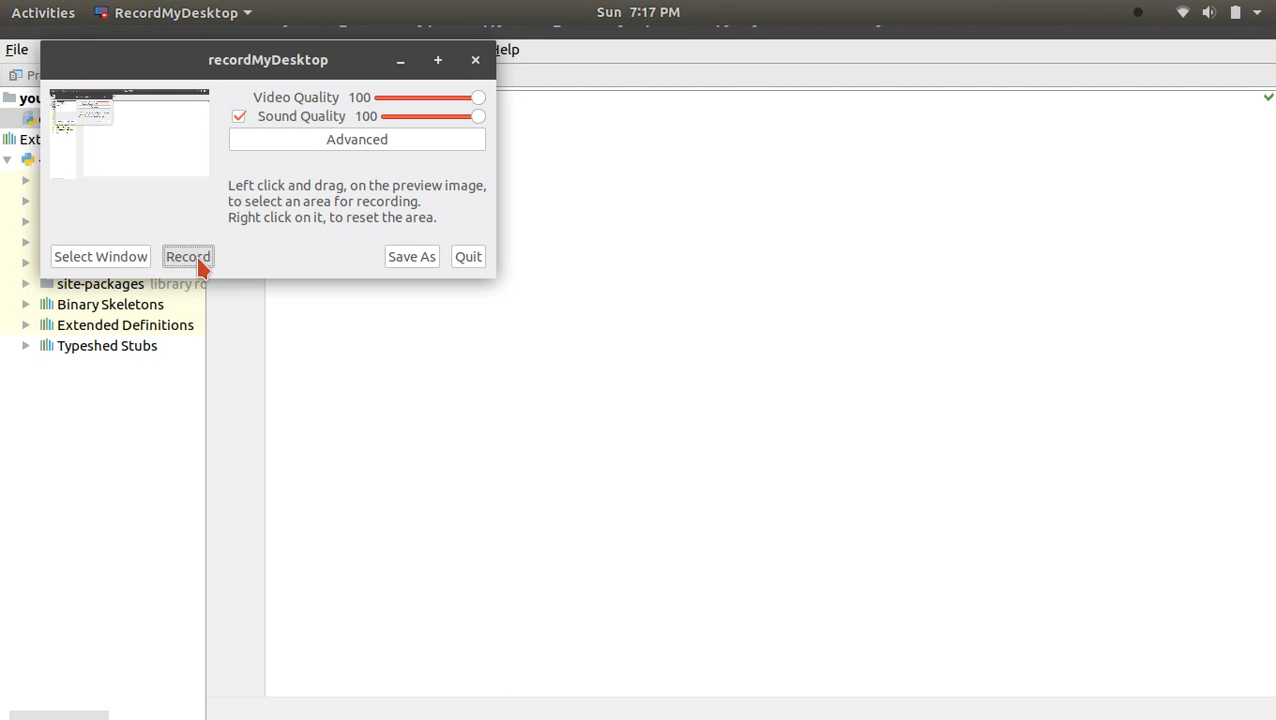 Activities RecordMyDesktop Sun 7:17 PM
File Help
recordMyDesktop
Video Quality 100
Sound Quality 100
Advanced
Left click and drag, on the preview image,
to select an area for recording.
Right click on it, to reset the area.
Select Window Record Save As Quit
site-packages
Binary Skeletons
Extended Definitions
Typeshed Stubs